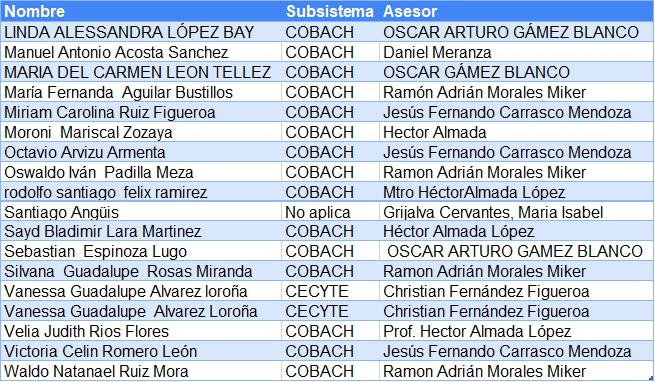 Nombre Subsistema Asesor
LINDA ALESSANDRA LÓPEZ BAY COBACH OSCAR ARTURO GÁMEZ BLANCO
Manuel Antonio Acosta Sanchez COBACH Daniel Meranza
MARIA DEL CARMEN LEON TELLEZ COBACH OSCAR GÁMEZ BLANCO
María Fernanda Aguilar Bustillos COBACH Ramón Adrián Morales Miker
Miriam Carolina Ruiz Figueroa COBACH Jesús Fernando Carrasco Mendoza
Moroni Mariscal Zozaya COBACH Hector Almada
Octavio Arvizu Armenta COBACH Jesús Fernando Carrasco Mendoza
Oswaldo Iván Padilla Meza COBACH Ramon Adrián Morales Miker
rodolfo santiago felix ramirez COBACH Mtro HéctorAlmada López
Santiago Angüis No aplica Grijalva Cervantes, Maria Isabel
Sayd Bladimir Lara Martinez COBACH Héctor Almada López
Sebastian Espinoza Lugo COBACH OSCAR ARTURO GAMEZ BLANCO
Silvana Guadalupe Rosas Miranda COBACH Ramon Adrián Morales Miker
Vanessa Guadalupe Alvarez loroña CECYTE Christian Fernández Figueroa
Vanessa Guadalupe Alvarez Loroña CECYTE Christian Fernández Figueroa
Velia Judith Rios Flores COBACH Prof. Hector Almada López
Victoria Celin Romero León COBACH Jesús Fernando Carrasco Mendoza
Waldo Natanael Ruiz Mora COBACH Ramon Adrián Morales Miker